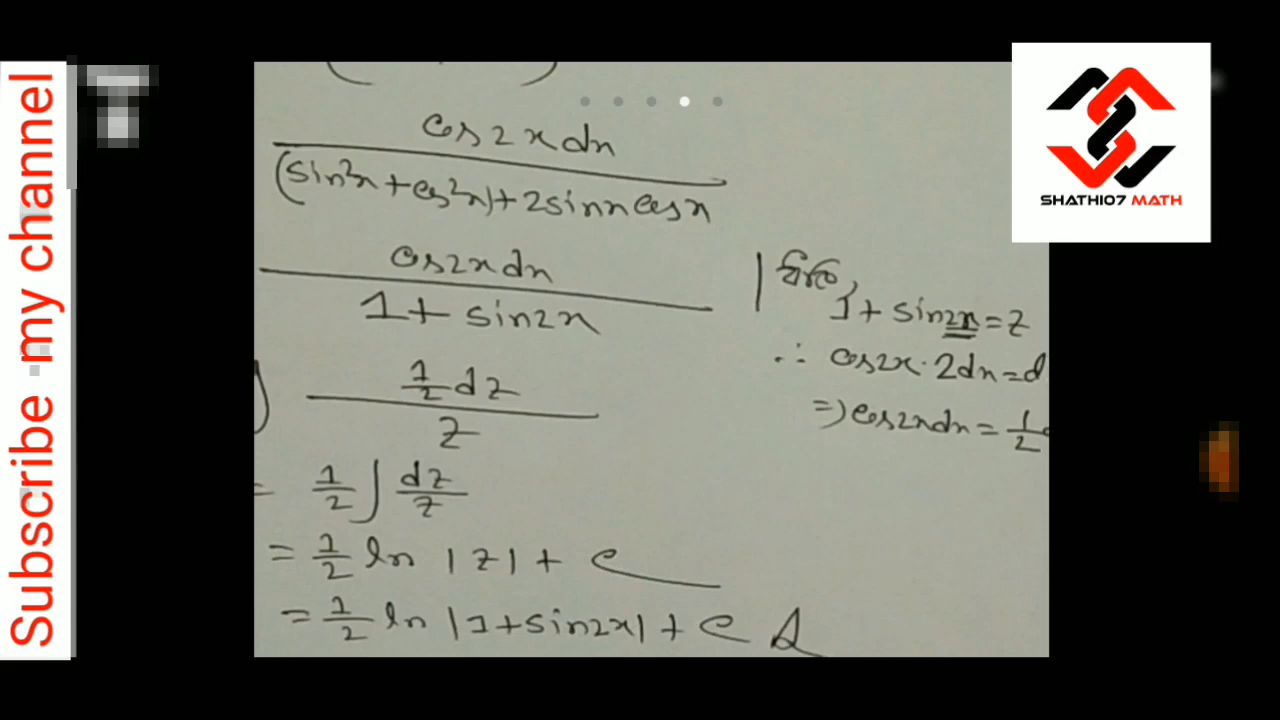 Subscribe my channel
SHATHI07 MATH
cos2x dx
(sin²x + cos²x) + 2sinx cosx
cos2x dx
1 + sin2x
ধরি,
1 + sin2x = z
∴ cos2x · 2dx = d
⇒ cos2x dx = 1/2
∫ 1/2 dz
z
= 1/2 ∫ dz/z
= 1/2 ln |z| + c
= 1/2 ln |1 + sin2x| + c